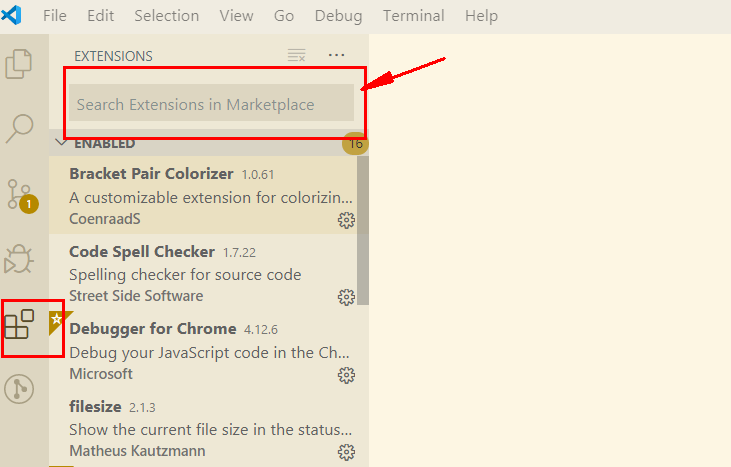 File Edit Selection View Go Debug Terminal Help
EXTENSIONS ...
Search Extensions in Marketplace
ENABLED 16
Bracket Pair Colorizer 1.0.61
A customizable extension for colorizin...
CoenraadS
1
Code Spell Checker 1.7.22
Spelling checker for source code
Street Side Software
Debugger for Chrome 4.12.6
Debug your JavaScript code in the Ch...
Microsoft
filesize 2.1.3
Show the current file size in the status...
Matheus Kautzmann